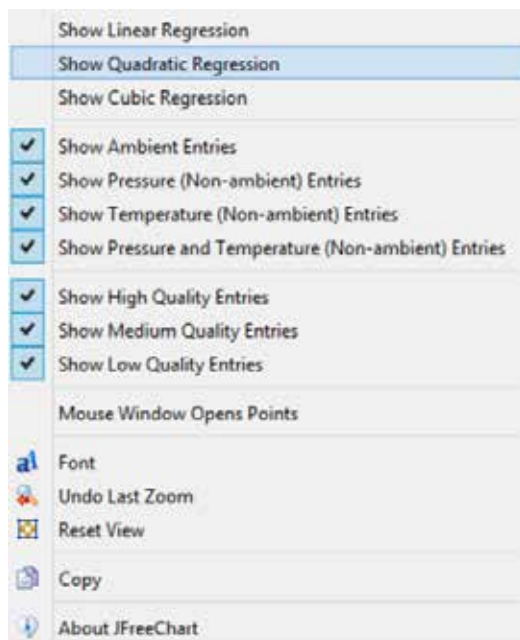 Show Linear Regression
Show Quadratic Regression
Show Cubic Regression
Show Ambient Entries
Show Pressure (Non-ambient) Entries
Show Temperature (Non-ambient) Entries
Show Pressure and Temperature (Non-ambient) Entries
Show High Quality Entries
Show Medium Quality Entries
Show Low Quality Entries
Mouse Window Opens Points
Font
Undo Last Zoom
Reset View
Copy
About JFreeChart